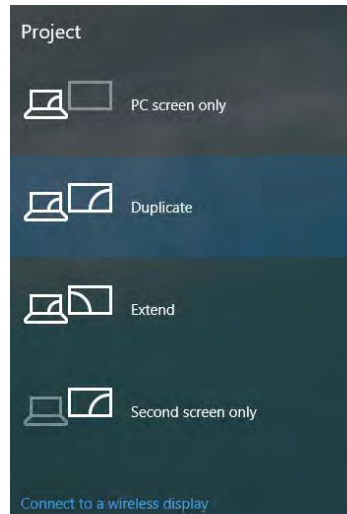 Project
PC screen only
Duplicate
Extend
Second screen only
Connect to a wireless display